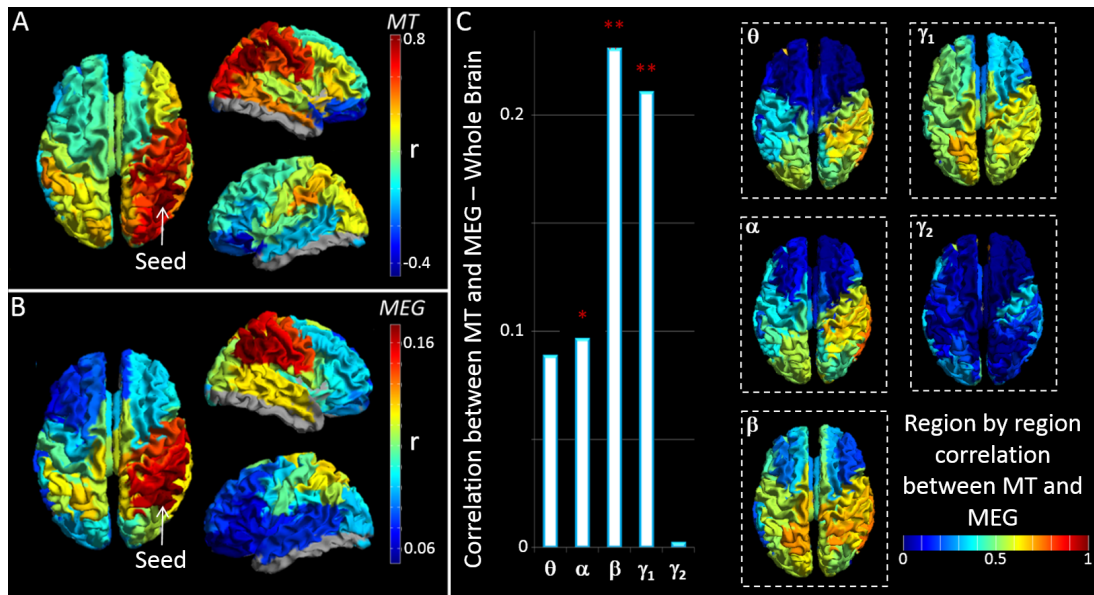 A
MT
0.8
r
-0.4
Seed
B
MEG
0.16
r
0.06
Seed
C
Correlation between MT and MEG – Whole Brain
0.2
0.1
0
**
**
*
θ α β γ1 γ2
θ
γ1
α
γ2
β
Region by region
correlation
between MT and
MEG
0 0.5 1